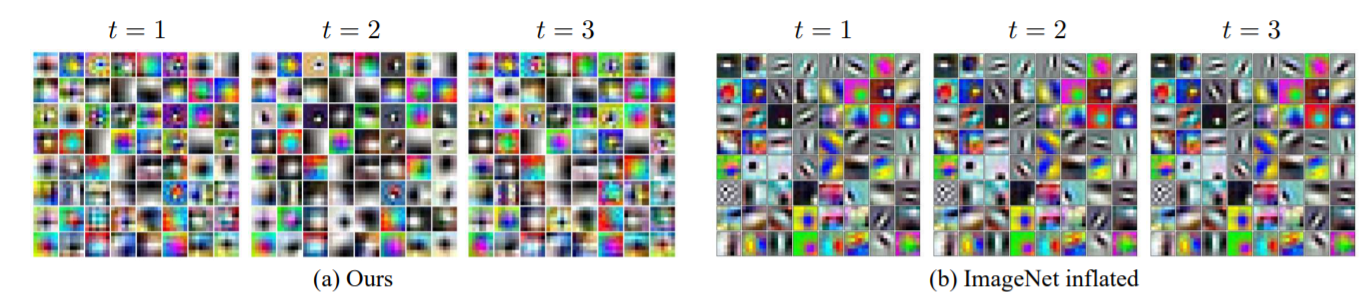 t = 1
t = 2
t = 3
t = 1
t = 2
t = 3
(a) Ours
(b) ImageNet inflated